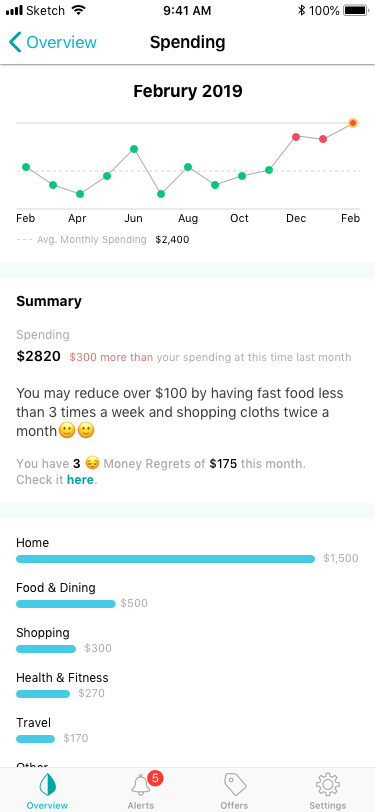 Sketch 9:41 AM 100%
Overview Spending
Februry 2019
Feb Apr Jun Aug Oct Dec Feb
Avg. Monthly Spending $2,400
Summary
Spending
$2820 $300 more than your spending at this time last month
You may reduce over $100 by having fast food less
than 3 times a week and shopping cloths twice a
month🙂🙂
You have 3 😔 Money Regrets of $175 this month.
Check it here.
Home
$1,500
Food & Dining
$500
Shopping
$300
Health & Fitness
$270
Travel
$170
Other
5
Overview Alerts Offers Settings